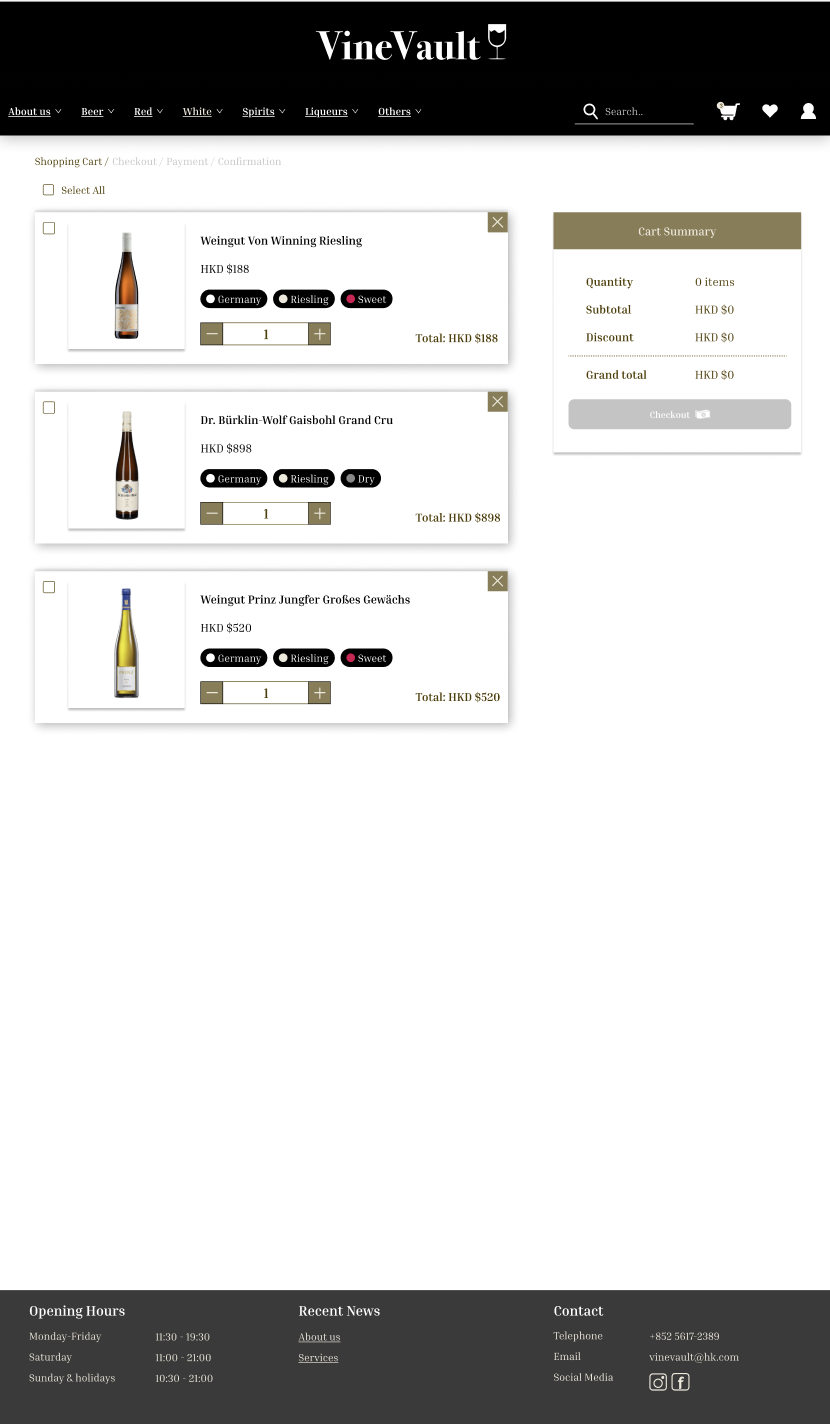 VineVault
About us Beer Red White Spirits Liqueurs Others Search..
Shopping Cart / Checkout / Payment / Confirmation
Select All
Weingut Von Winning Riesling
HKD $188
Germany Riesling Sweet
1
Total: HKD $188
Dr. Bürklin-Wolf Gaisbohl Grand Cru
HKD $898
Germany Riesling Dry
1
Total: HKD $898
Weingut Prinz Jungfer Großes Gewächs
HKD $520
Germany Riesling Sweet
1
Total: HKD $520
Cart Summary
Quantity 0 items
Subtotal HKD $0
Discount HKD $0
Grand total HKD $0
Checkout
Opening Hours
Monday-Friday 11:30 - 19:30
Saturday 11:00 - 21:00
Sunday & holidays 10:30 - 21:00
Recent News
About us
Services
Contact
Telephone +852 5617-2389
Email vinevault@hk.com
Social Media